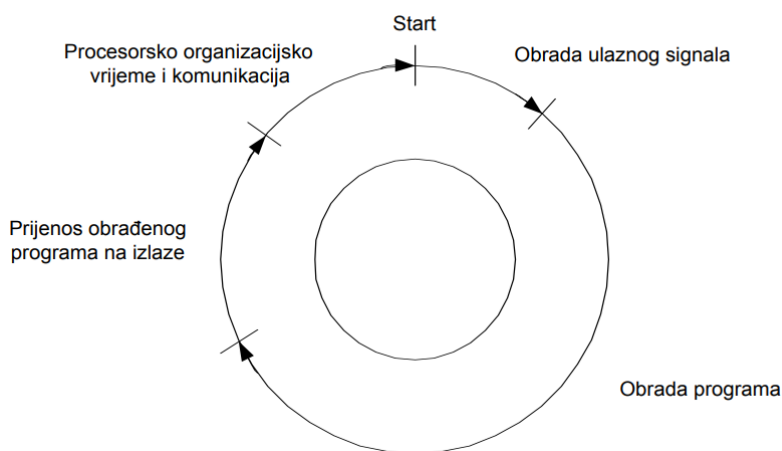 Start
Procesorsko organizacijsko
vrijeme i komunikacija
Obrada ulaznog signala
Prijenos obrađenog
programa na izlaze
Obrada programa